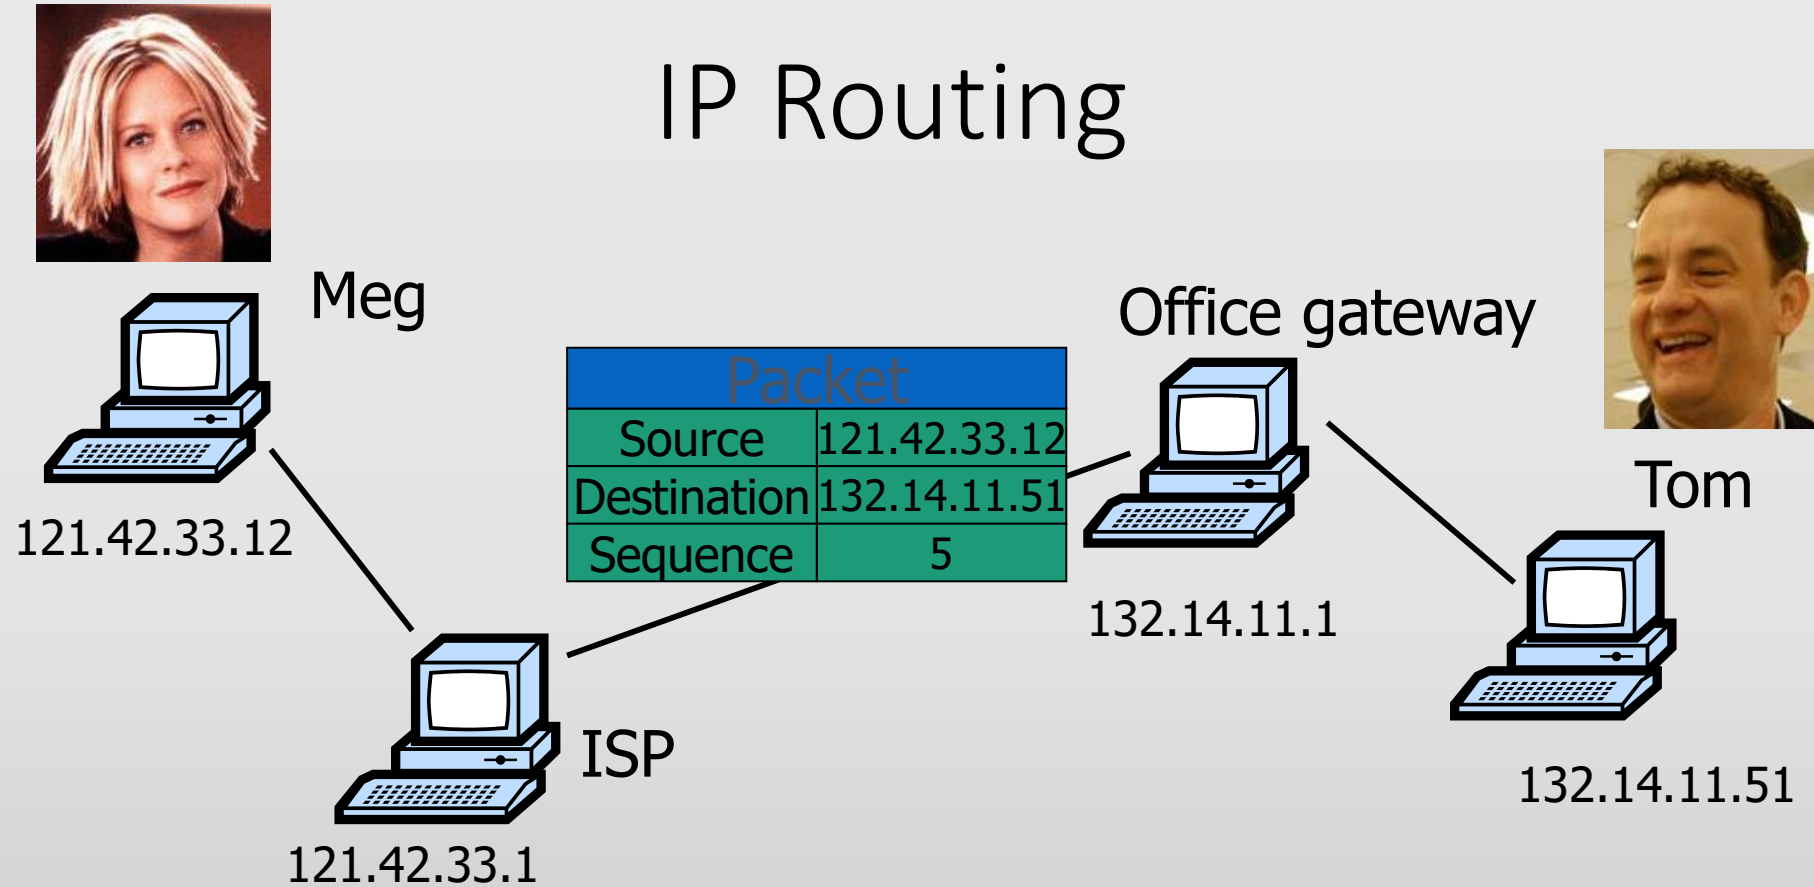 IP Routing
Meg
Office gateway
Packet
Source 121.42.33.12
Destination 132.14.11.51
Sequence 5
Tom
121.42.33.12
132.14.11.1
ISP
132.14.11.51
121.42.33.1